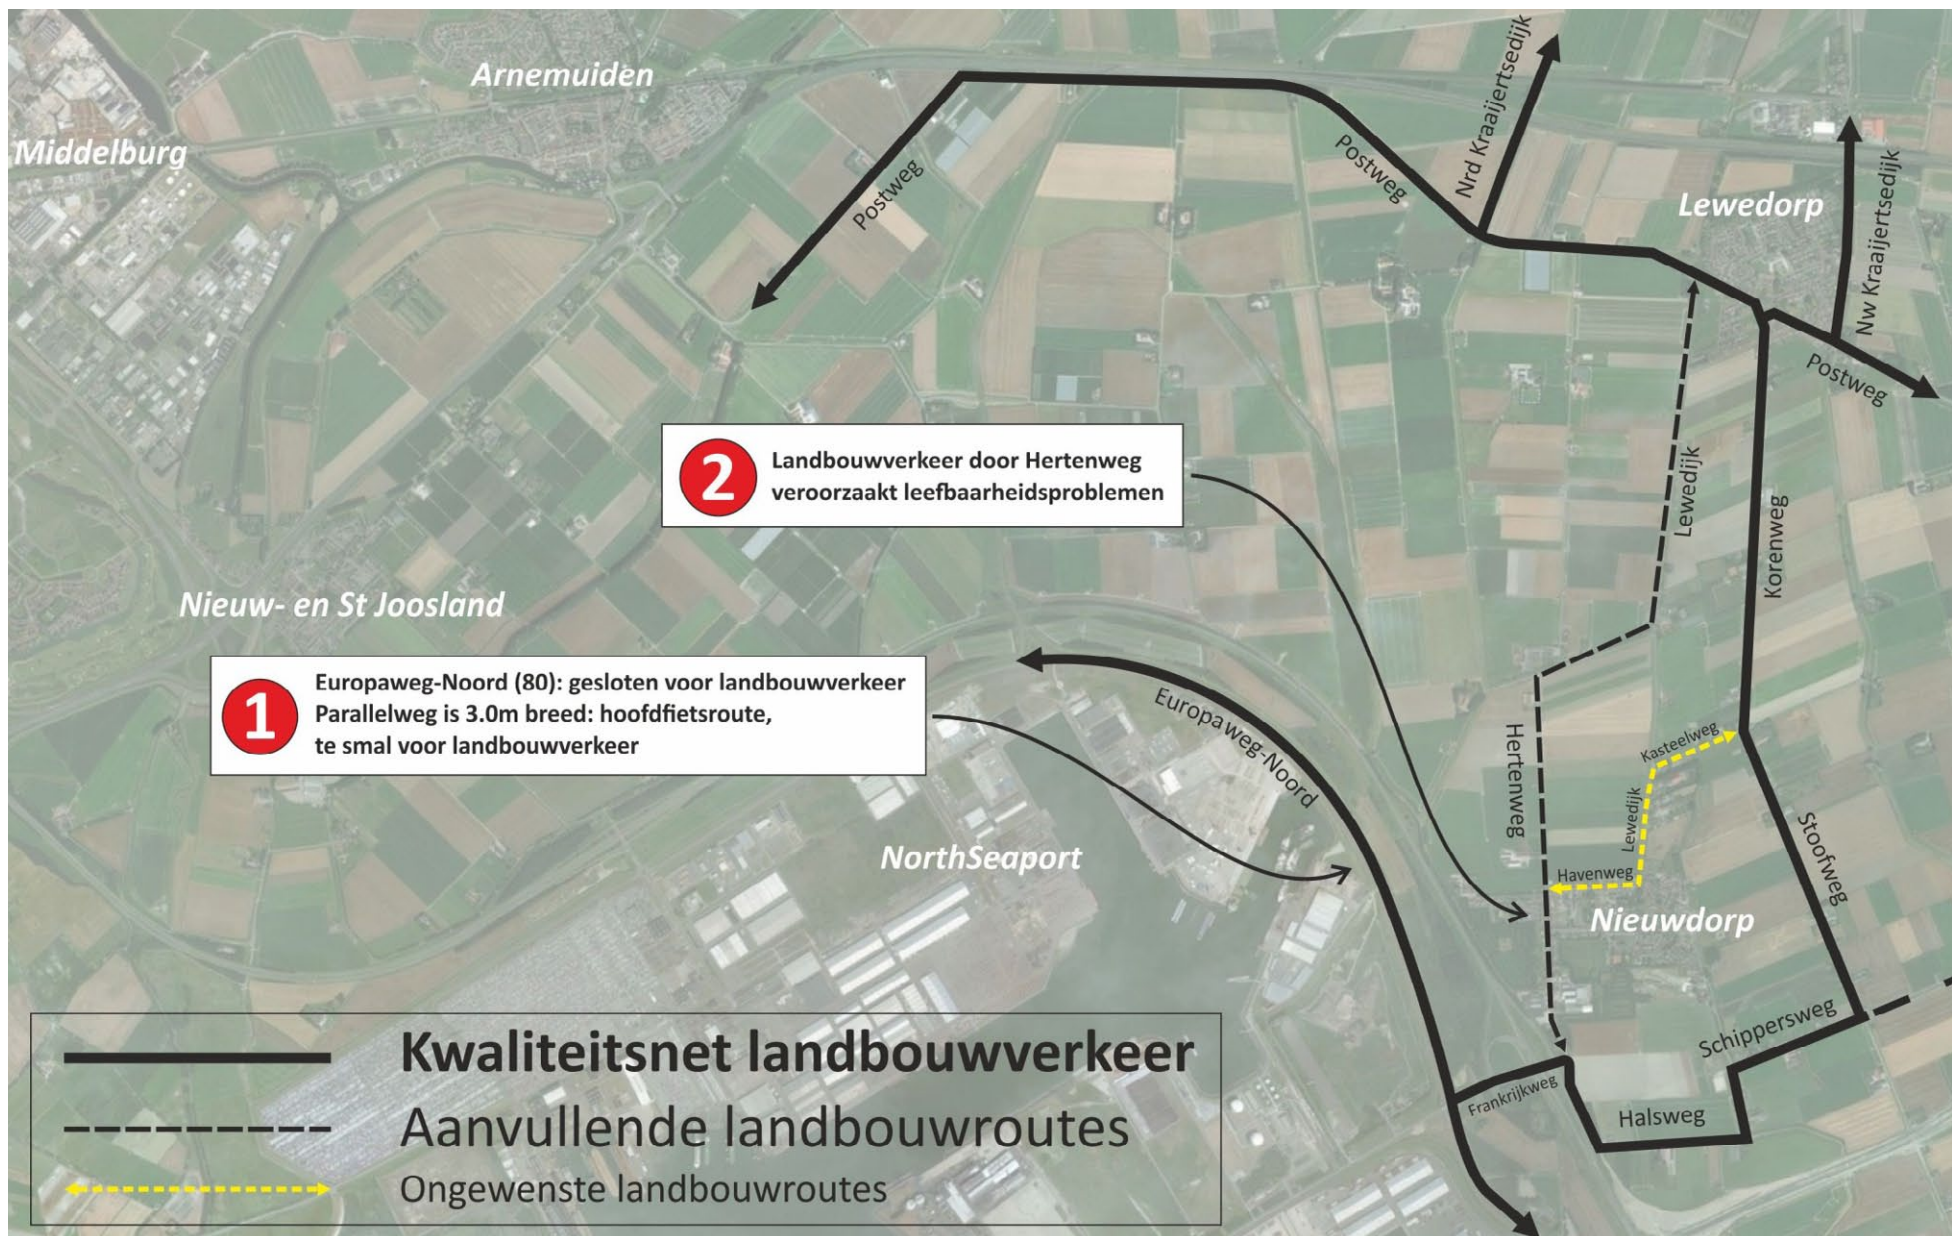 Arnemuiden
Middelburg
Postweg
Postweg
Nrd Kraaijertsedijk
Lewedorp
Nw Kraaijertsedijk
Postweg
2
Landbouwverkeer door Hertenweg
veroorzaakt leefbaarheidsproblemen
Lewedijk
Korenweg
Nieuw- en St Joosland
1
Europaweg-Noord (80): gesloten voor landbouwverkeer
Parallelweg is 3.0m breed: hoofdfietsroute,
te smal voor landbouwverkeer
Europaweg-Noord
Hertenweg
Kasteelweg
Lewedijk
Havenweg
Stoofweg
NorthSeaport
Nieuwdorp
Schippersweg
Frankrijkweg
Halsweg
Kwaliteitsnet landbouwverkeer
Aanvullende landbouwroutes
Ongewenste landbouwroutes